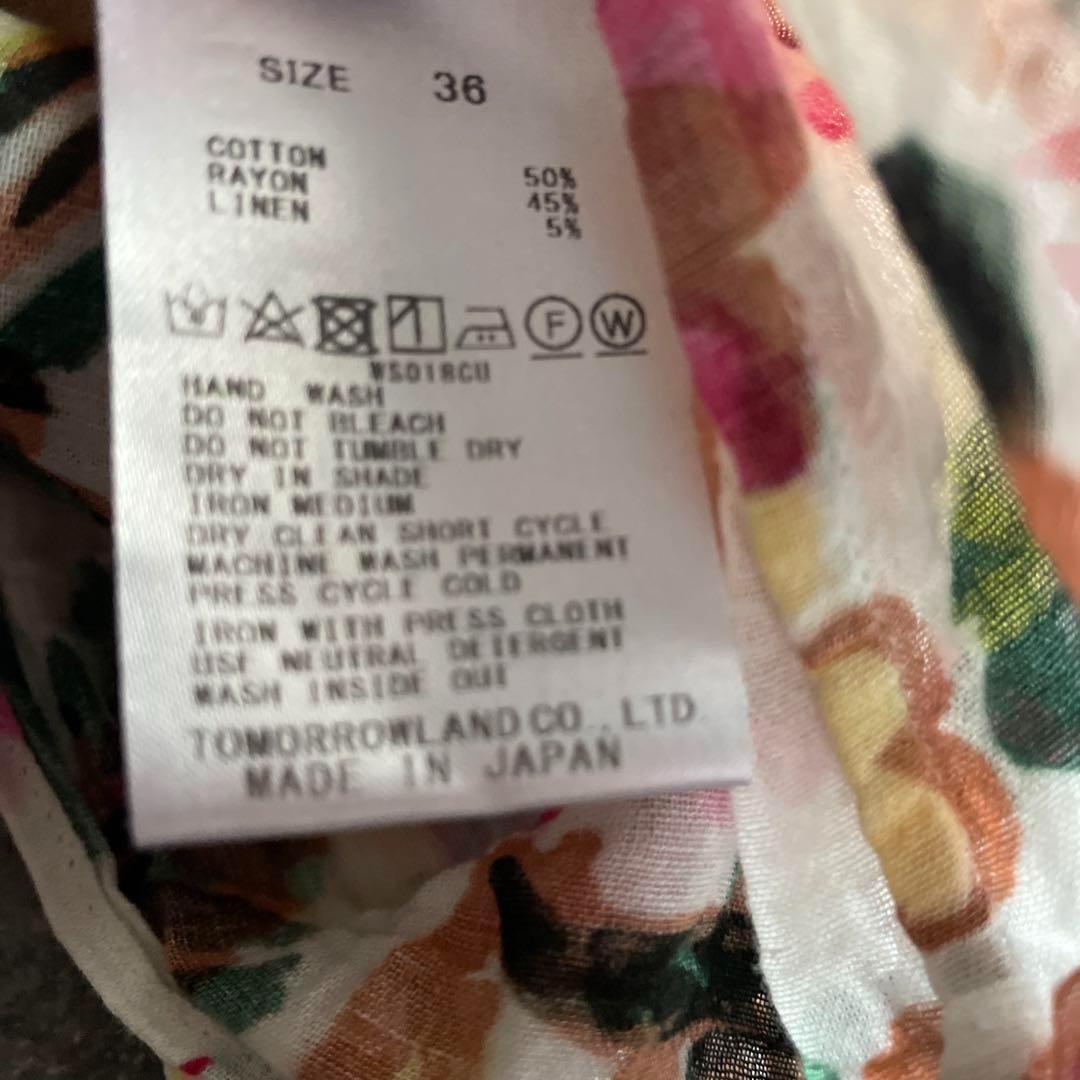 SIZE 36
COTTON 50%
RAYON 45%
LINEN 5%
F W
WS018CU
HAND WASH
DO NOT BLEACH
DO NOT TUMBLE DRY
DRY IN SHADE
IRON MEDIUM
DRY CLEAN SHORT CYCLE
MACHINE WASH PERMANENT
PRESS CYCLE COLD
IRON WITH PRESS CLOTH
USE NEUTRAL DETERGENT
WASH INSIDE OUT
TOMORROWLAND CO., LTD.
MADE IN JAPAN